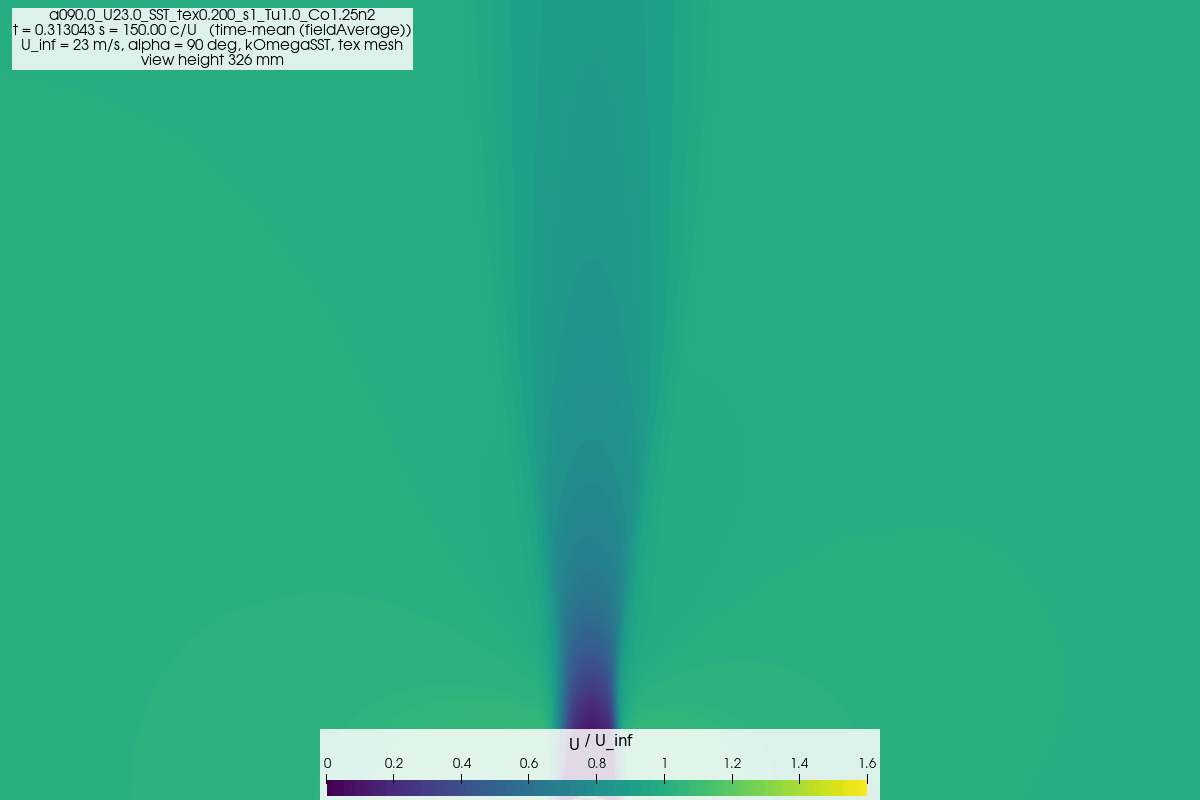 a090.0_U23.0_SST_tex0.200_s1_Tu1.0_Co1.25n2
t = 0.313043 s = 150.00 c/U   (time-mean (fieldAverage))
U_inf = 23 m/s, alpha = 90 deg, kOmegaSST, tex mesh
view height 326 mm
U / U_inf
0 0.2 0.4 0.6 0.8 1 1.2 1.4 1.6